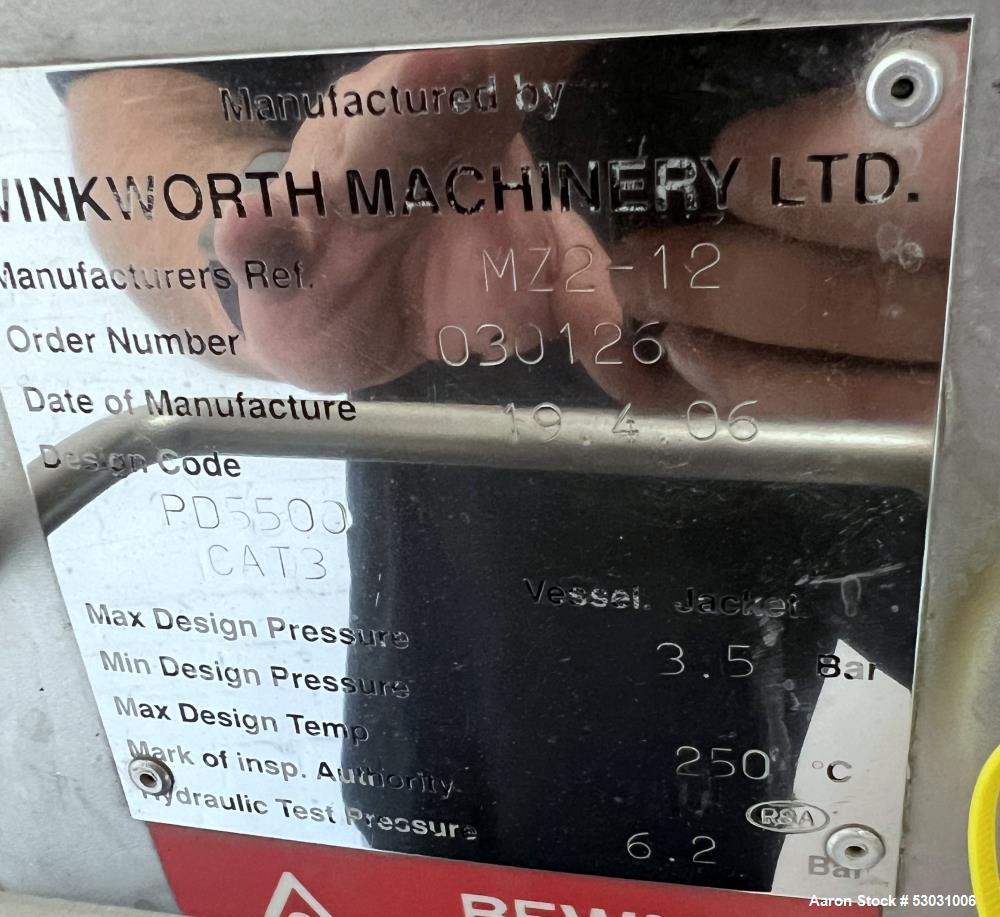 Manufactured by
WINKWORTH MACHINERY LTD.
Manufacturers Ref. MZ2-12
Order Number 030126
Date of Manufacture 19.4.06
Design Code
PD5500
CAT3
Vessel. Jacket
Max Design Pressure 3.5 Bar
Min Design Pressure
Max Design Temp 250 °C
Mark of insp. Authority RSA
Hydraulic Test Pressure 6.2 Bar
Aaron Stock # 53031006